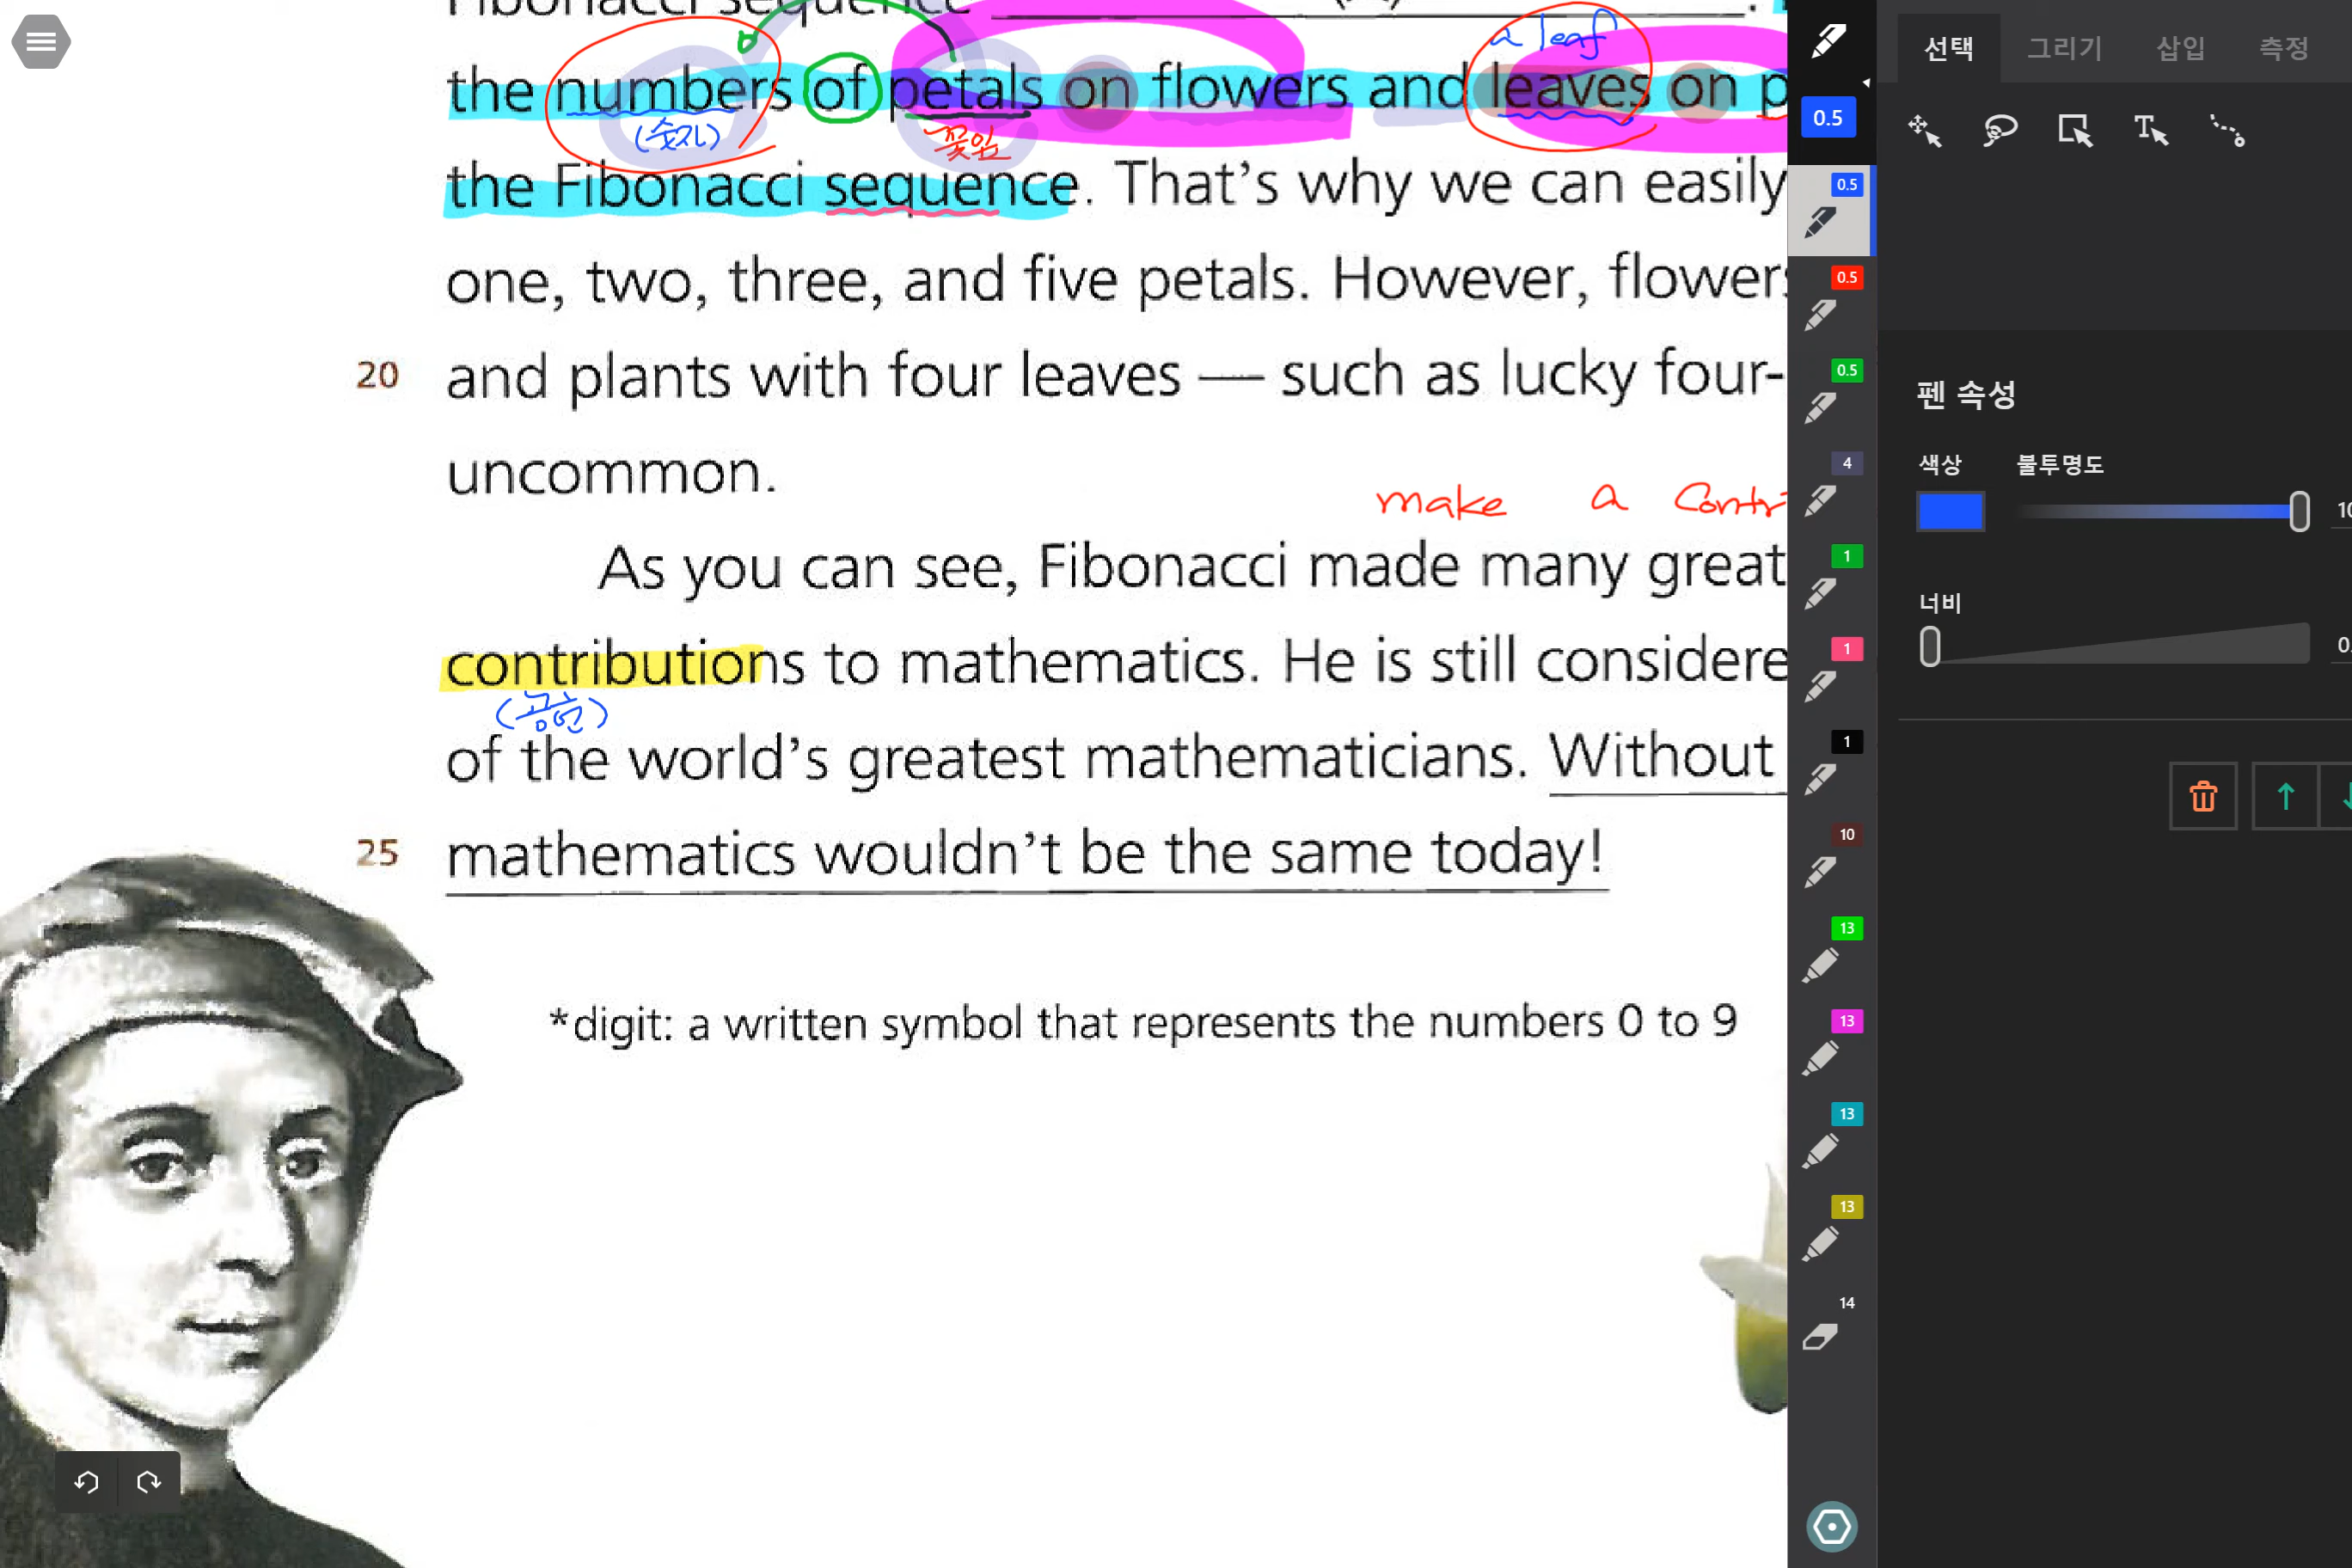 Fibonacci sequence
a leaf
the numbers of petals on flowers and leaves on p
(숫자)
꽃잎
the Fibonacci sequence. That's why we can easily
one, two, three, and five petals. However, flowers
20 and plants with four leaves — such as lucky four-
uncommon.
make a contri
As you can see, Fibonacci made many great
contributions to mathematics. He is still considere
(공헌)
of the world's greatest mathematicians. Without
25 mathematics wouldn't be the same today!
*digit: a written symbol that represents the numbers 0 to 9
0.5
0.5
0.5
0.5
4
1
1
1
10
13
13
13
13
14
선택 그리기 삽입 측정
펜 속성
색상 불투명도
너비